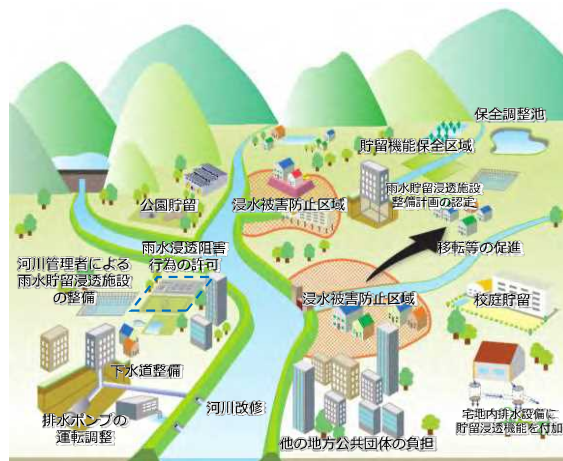 保全調整池
貯留機能保全区域
雨水貯留浸透施設
整備計画の認定
浸水被害防止区域
公園貯留
移転等の促進
雨水浸透阻害
行為の許可
河川管理者による
雨水貯留浸透施設
の整備
浸水被害防止区域
校庭貯留
下水道整備
河川改修
排水ポンプの
運転調整
宅地内排水設備に
貯留浸透機能を付加
他の地方公共団体の負担